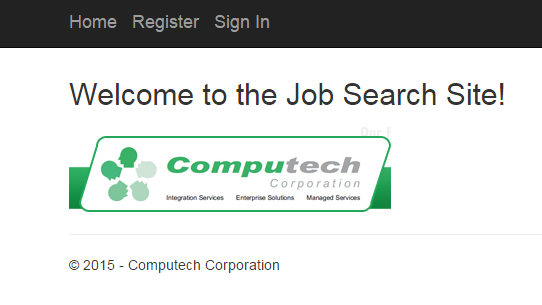 Home Register Sign In
Welcome to the Job Search Site!
Our
Computech
Corporation
Integration Services Enterprise Solutions Managed Services
© 2015 - Computech Corporation